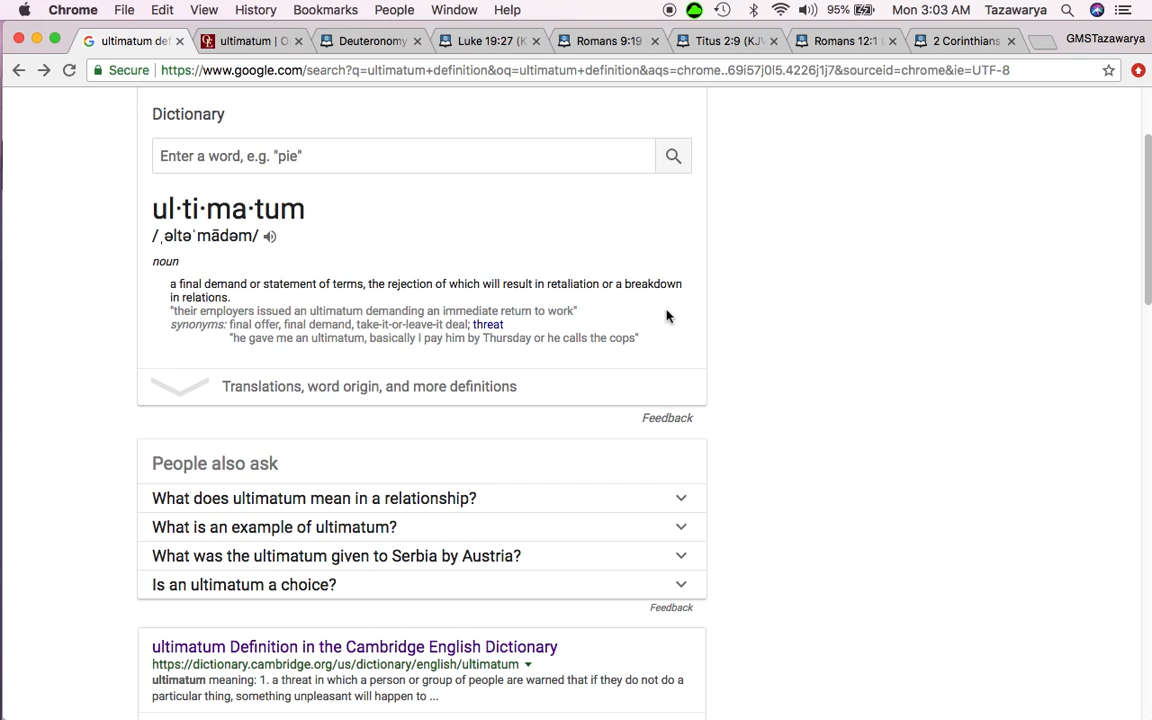 Chrome File Edit View History Bookmarks People Window Help 95% Mon 3:03 AM Tazawarya
ultimatum def ultimatum | O Deuteronomy Luke 19:27 (K Romans 9:19 Titus 2:9 (KJV Romans 12:1 ( 2 Corinthians GMSTazawarya
Secure https://www.google.com/search?q=ultimatum+definition&oq=ultimatum+definition&aqs=chrome..69i57j0l5.4226j1j7&sourceid=chrome&ie=UTF-8
Dictionary
Enter a word, e.g. "pie"
ul·ti·ma·tum
/ˌəltəˈmādəm/
noun
a final demand or statement of terms, the rejection of which will result in retaliation or a breakdown
in relations.
"their employers issued an ultimatum demanding an immediate return to work"
synonyms: final offer, final demand, take-it-or-leave-it deal; threat
"he gave me an ultimatum, basically I pay him by Thursday or he calls the cops"
Translations, word origin, and more definitions
Feedback
People also ask
What does ultimatum mean in a relationship?
What is an example of ultimatum?
What was the ultimatum given to Serbia by Austria?
Is an ultimatum a choice?
Feedback
ultimatum Definition in the Cambridge English Dictionary
https://dictionary.cambridge.org/us/dictionary/english/ultimatum
ultimatum meaning: 1. a threat in which a person or group of people are warned that if they do not do a
particular thing, something unpleasant will happen to ...